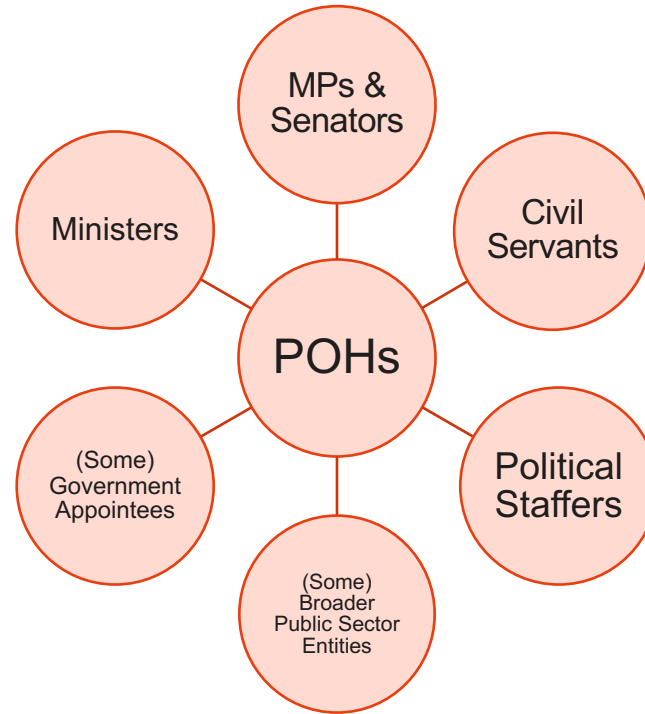 MPs &
Senators
Ministers
Civil
Servants
POHs
(Some)
Government
Appointees
Political
Staffers
(Some)
Broader
Public Sector
Entities